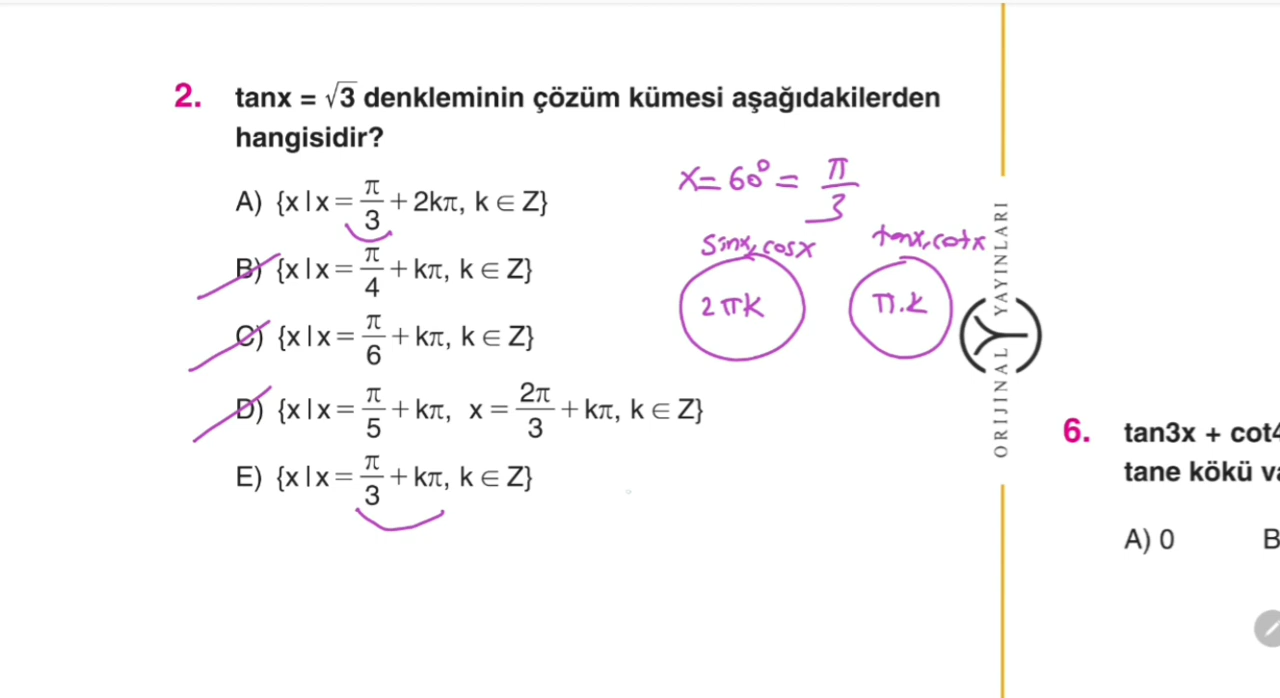 2. tanx = √3 denkleminin çözüm kümesi aşağıdakilerden
hangisidir?
A) {x | x = π/3 + 2kπ, k ∈ Z}
B) {x | x = π/4 + kπ, k ∈ Z}
C) {x | x = π/6 + kπ, k ∈ Z}
D) {x | x = π/5 + kπ, x = 2π/3 + kπ, k ∈ Z}
E) {x | x = π/3 + kπ, k ∈ Z}
x = 60° = π/3
sinx, cosx
2πk
tanx, cotx
π.k
ORIJINAL YAYINLARI
6. tan3x + cot4
tane kökü va
A) 0 B